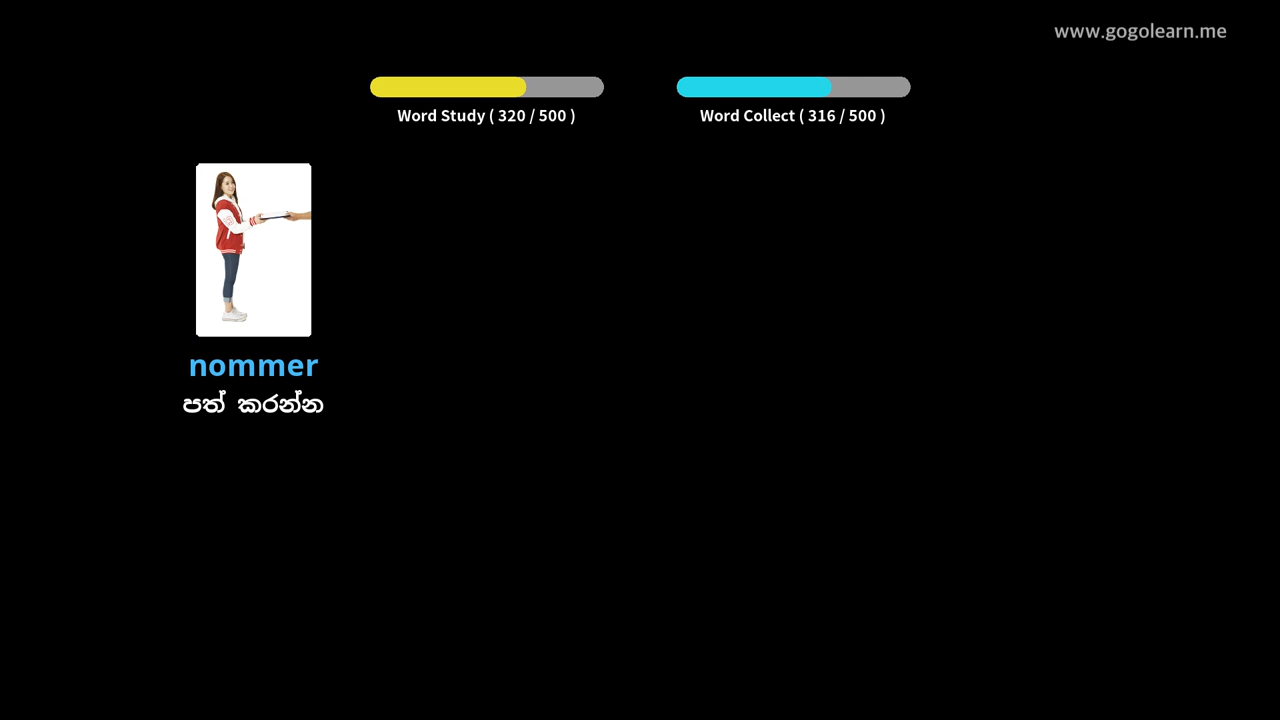 www.gogolearn.me
Word Study ( 320 / 500 )
Word Collect ( 316 / 500 )
nommer
පත් කරන්න